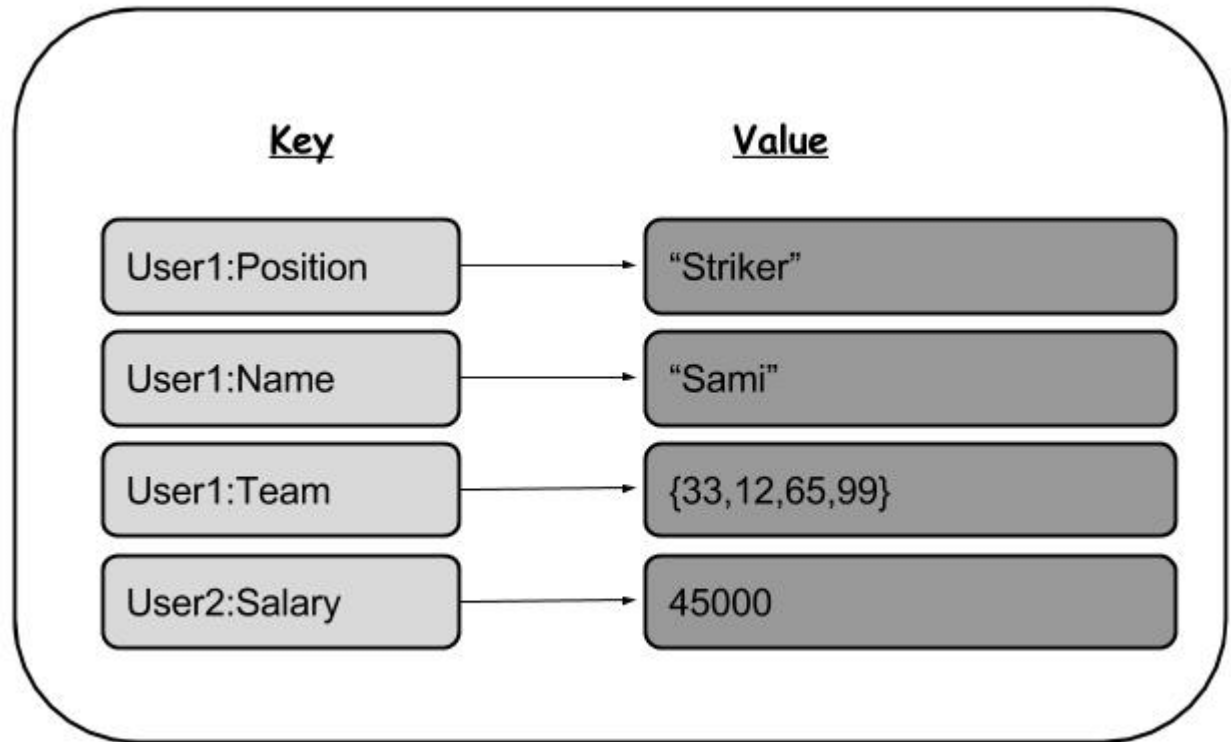 Key Value
User1:Position “Striker”
User1:Name “Sami”
User1:Team {33,12,65,99}
User2:Salary 45000